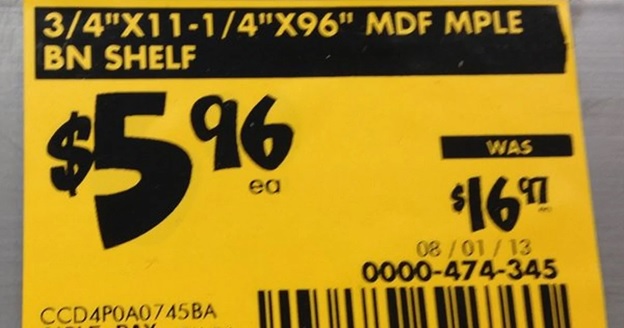 3/4"X11-1/4"X96" MDF MPLE
BN SHELF
$5.96
ea
WAS
$16.97
08/01/13
0000-474-345
CCD4P0A0745BA